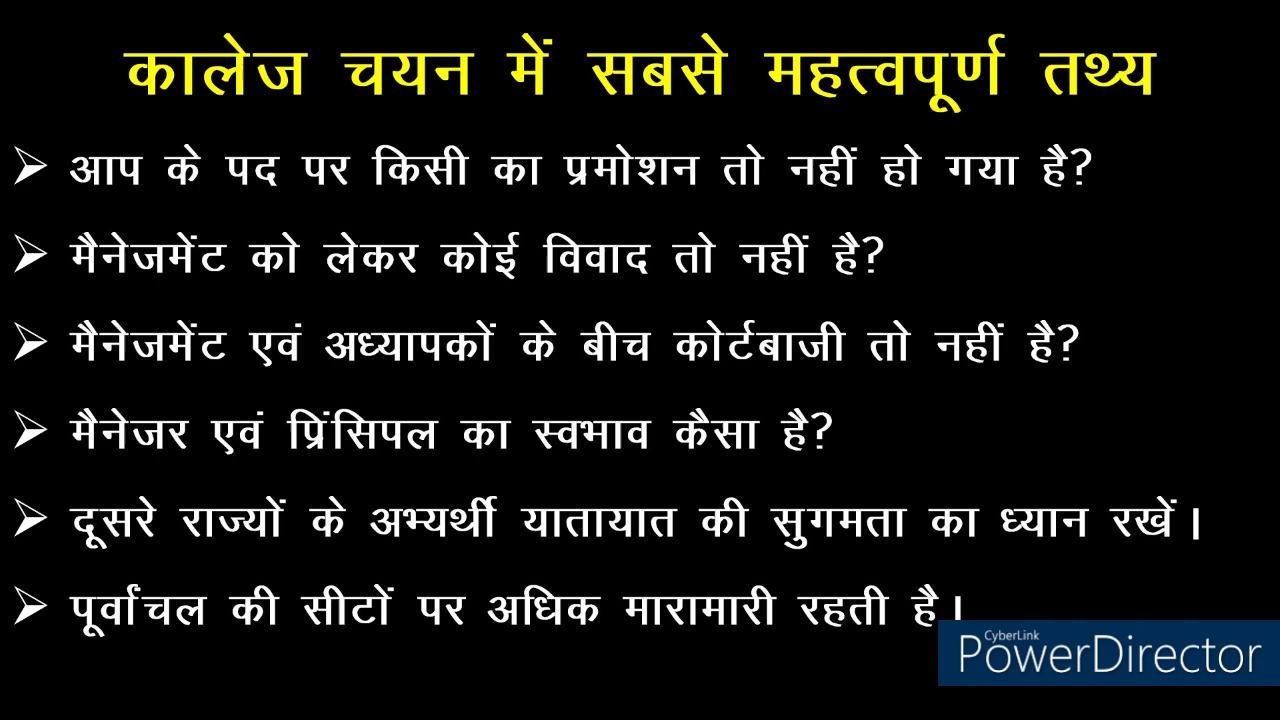 कालेज चयन में सबसे महत्वपूर्ण तथ्य
➢ आप के पद पर किसी का प्रमोशन तो नहीं हो गया है?
➢ मैनेजमेंट को लेकर कोई विवाद तो नहीं है?
➢ मैनेजमेंट एवं अध्यापकों के बीच कोर्टबाजी तो नहीं है?
➢ मैनेजर एवं प्रिंसिपल का स्वभाव कैसा है?
➢ दूसरे राज्यों के अभ्यर्थी यातायात की सुगमता का ध्यान रखें।
➢ पूर्वांचल की सीटों पर अधिक मारामारी रहती है।
CyberLink
PowerDirector